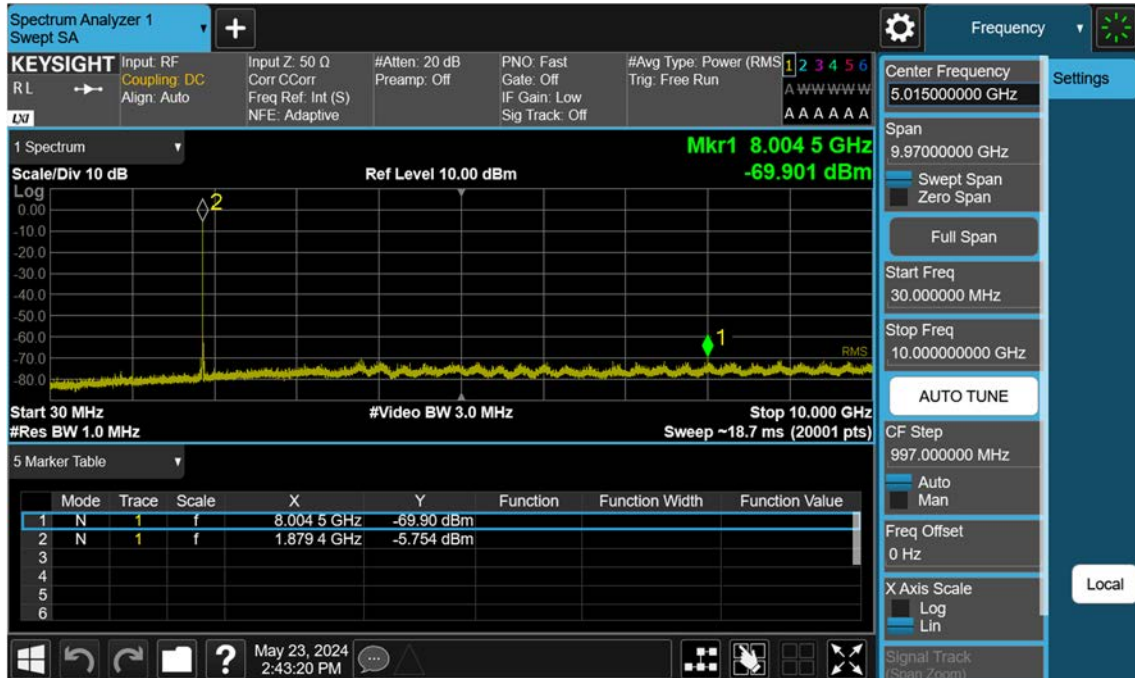 Spectrum Analyzer 1
Swept SA
Frequency
KEYSIGHT
R L
LXI
Input: RF
Coupling: DC
Align: Auto
Input Z: 50 Ω
Corr CCorr
Freq Ref: Int (S)
NFE: Adaptive
#Atten: 20 dB
Preamp: Off
PNO: Fast
Gate: Off
IF Gain: Low
Sig Track: Off
#Avg Type: Power (RMS
Trig: Free Run
1 2 3 4 5 6
A W W W W W
A A A A A A
1 Spectrum
Mkr1 8.004 5 GHz
Scale/Div 10 dB
Ref Level 10.00 dBm
-69.901 dBm
Log
0.00
-10.0
-20.0
-30.0
-40.0
-50.0
-60.0
-70.0
-80.0
2
1
RMS
Start 30 MHz
#Video BW 3.0 MHz
Stop 10.000 GHz
#Res BW 1.0 MHz
Sweep ~18.7 ms (20001 pts)
5 Marker Table
Mode Trace Scale X Y Function Function Width Function Value
1 N 1 f 8.004 5 GHz -69.90 dBm
2 N 1 f 1.879 4 GHz -5.754 dBm
3
4
5
6
?
May 23, 2024
2:43:20 PM
Center Frequency
5.015000000 GHz
Settings
Span
9.97000000 GHz
Swept Span
Zero Span
Full Span
Start Freq
30.000000 MHz
Stop Freq
10.000000000 GHz
AUTO TUNE
CF Step
997.000000 MHz
Auto
Man
Freq Offset
0 Hz
X Axis Scale
Log
Lin
Local
Signal Track
(Span Zoom)